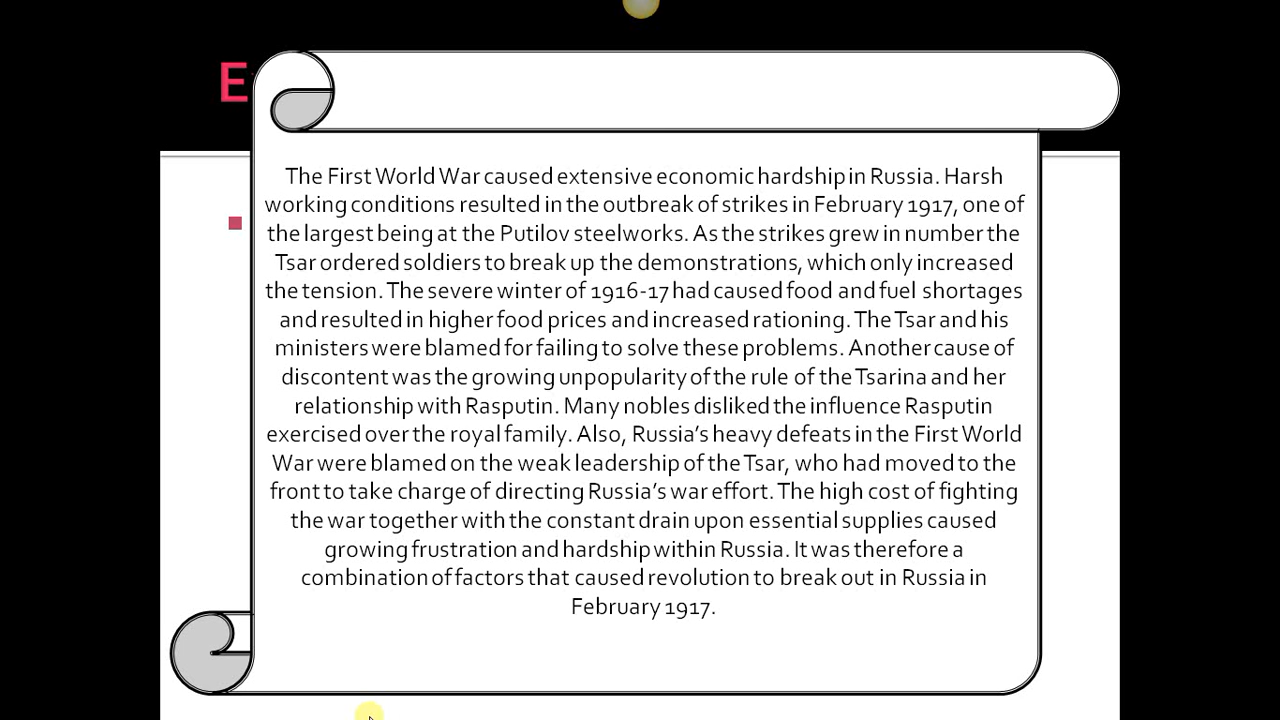 E
The First World War caused extensive economic hardship in Russia. Harsh
working conditions resulted in the outbreak of strikes in February 1917, one of
the largest being at the Putilov steelworks. As the strikes grew in number the
Tsar ordered soldiers to break up the demonstrations, which only increased
the tension. The severe winter of 1916-17 had caused food and fuel shortages
and resulted in higher food prices and increased rationing. The Tsar and his
ministers were blamed for failing to solve these problems. Another cause of
discontent was the growing unpopularity of the rule of the Tsarina and her
relationship with Rasputin. Many nobles disliked the influence Rasputin
exercised over the royal family. Also, Russia’s heavy defeats in the First World
War were blamed on the weak leadership of the Tsar, who had moved to the
front to take charge of directing Russia’s war effort. The high cost of fighting
the war together with the constant drain upon essential supplies caused
growing frustration and hardship within Russia. It was therefore a
combination of factors that caused revolution to break out in Russia in
February 1917.